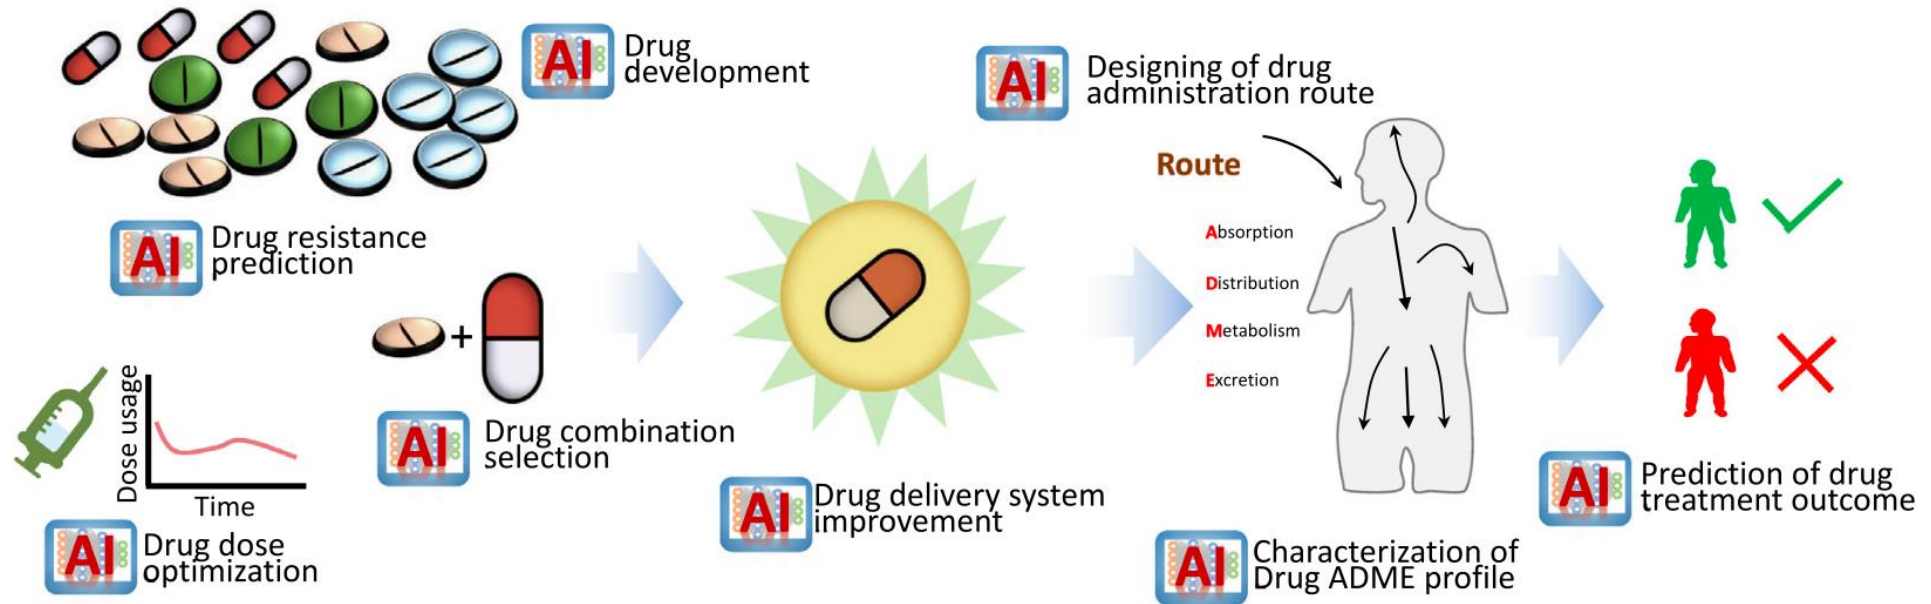 AI
Drug
development
AI
Drug resistance
prediction
Dose usage
Time
AI
Drug dose
optimization
+
AI
Drug combination
selection
AI
Drug delivery system
improvement
AI
Designing of drug
administration route
Route
Absorption
Distribution
Metabolism
Excretion
AI
Characterization of
Drug ADME profile
AI
Prediction of drug
treatment outcome